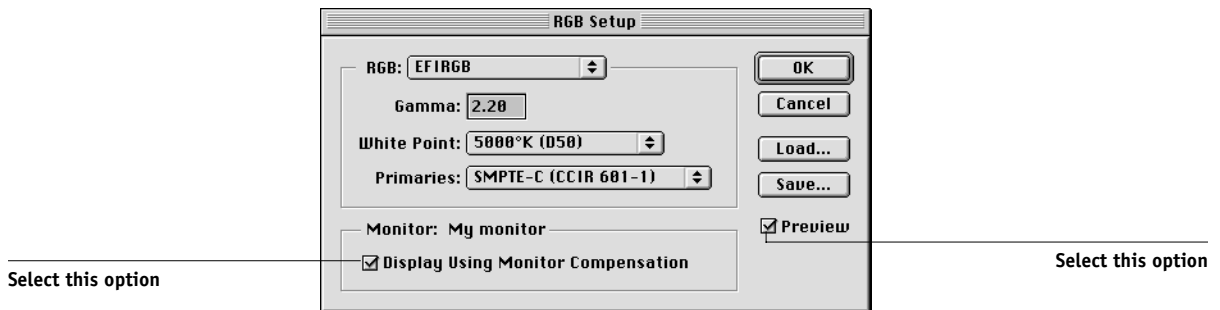 RGB Setup
RGB: EFIRGB
Gamma: 2.20
White Point: 5000°K (D50)
Primaries: SMPTE-C (CCIR 601-1)
OK
Cancel
Load...
Save...
Preview
Monitor: My monitor
Display Using Monitor Compensation
Select this option
Select this option